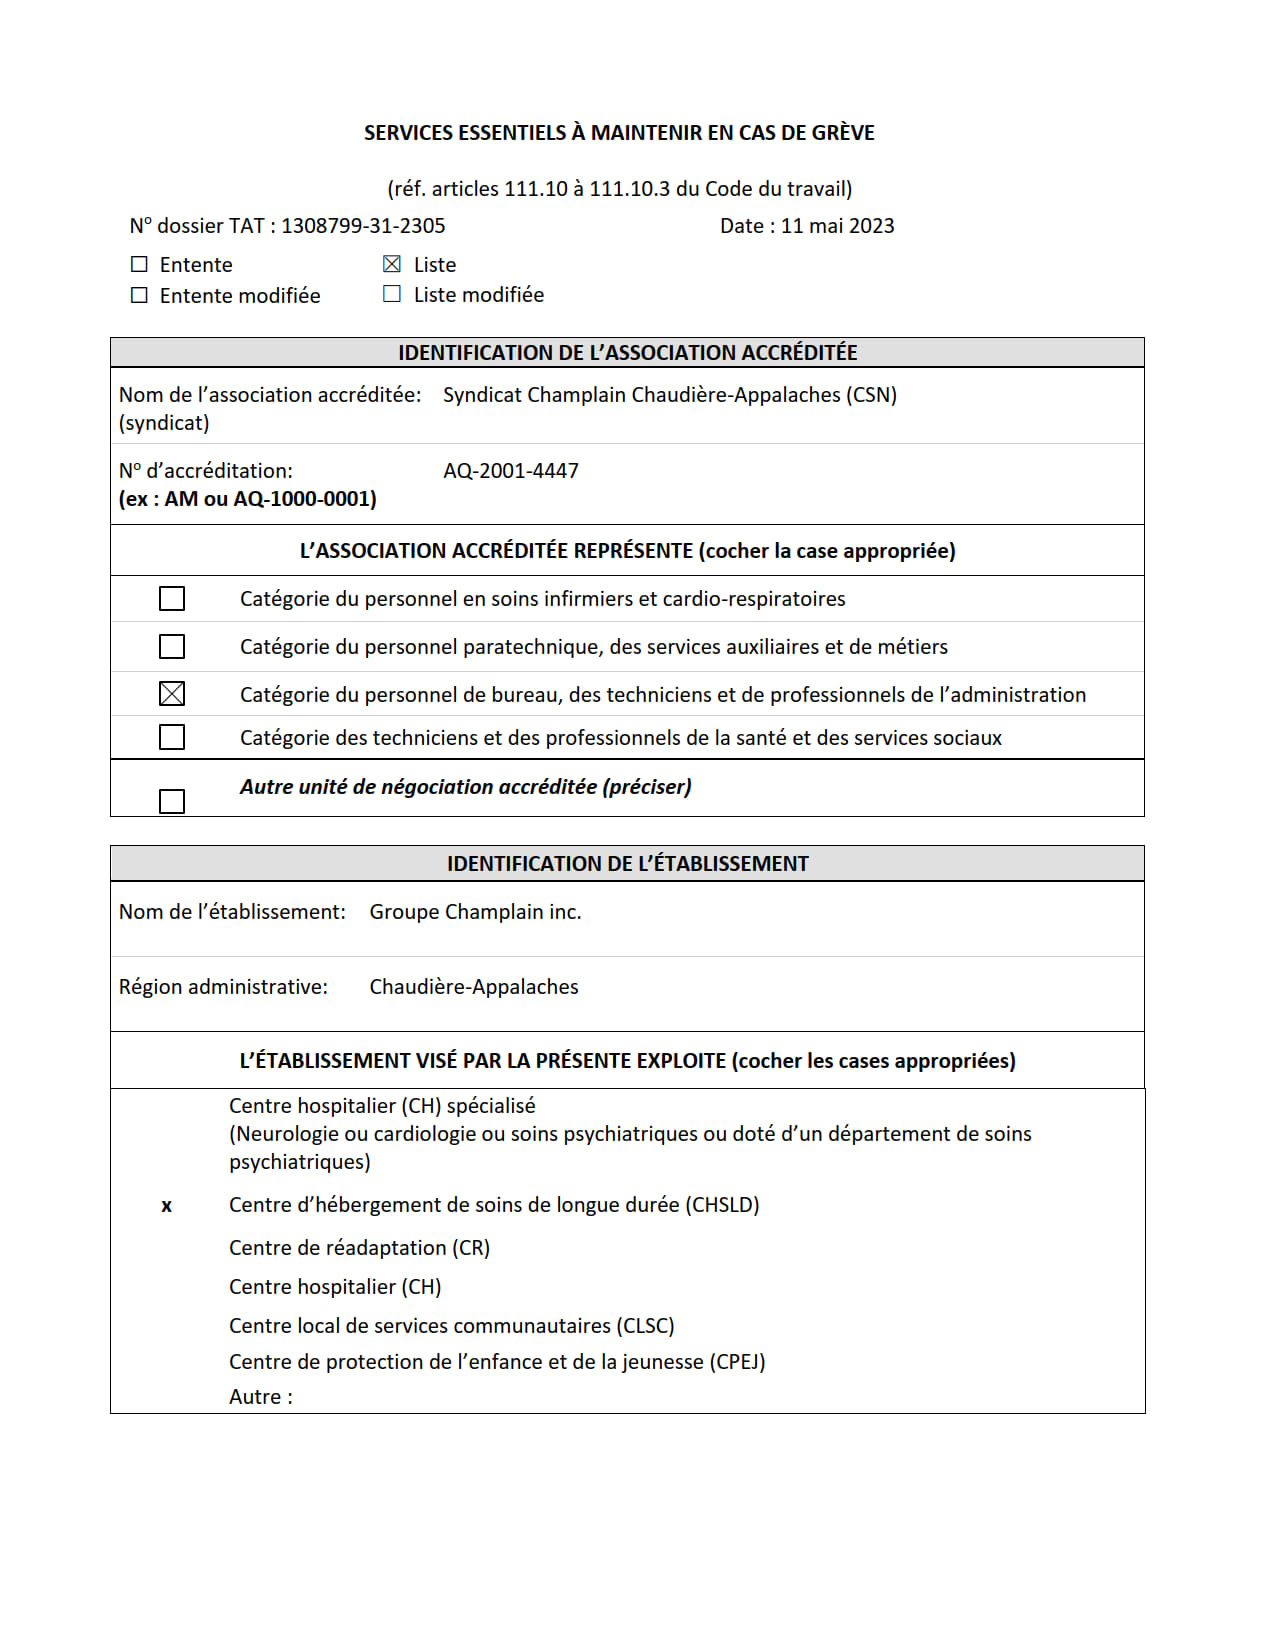 SERVICES ESSENTIELS À MAINTENIR EN CAS DE GRÈVE
(réf. articles 111.10 à 111.10.3 du Code du travail)
Nº dossier TAT : 1308799-31-2305 Date : 11 mai 2023
☐ Entente ☒ Liste
☐ Entente modifiée ☐ Liste modifiée
IDENTIFICATION DE L’ASSOCIATION ACCRÉDITÉE
Nom de l’association accréditée: Syndicat Champlain Chaudière-Appalaches (CSN)
(syndicat)
Nº d’accréditation: AQ-2001-4447
(ex : AM ou AQ-1000-0001)
L’ASSOCIATION ACCRÉDITÉE REPRÉSENTE (cocher la case appropriée)
☐ Catégorie du personnel en soins infirmiers et cardio-respiratoires
☐ Catégorie du personnel paratechnique, des services auxiliaires et de métiers
☒ Catégorie du personnel de bureau, des techniciens et de professionnels de l’administration
☐ Catégorie des techniciens et des professionnels de la santé et des services sociaux
☐ Autre unité de négociation accréditée (préciser)
IDENTIFICATION DE L’ÉTABLISSEMENT
Nom de l’établissement: Groupe Champlain inc.
Région administrative: Chaudière-Appalaches
L’ÉTABLISSEMENT VISÉ PAR LA PRÉSENTE EXPLOITE (cocher les cases appropriées)
Centre hospitalier (CH) spécialisé
(Neurologie ou cardiologie ou soins psychiatriques ou doté d’un département de soins
psychiatriques)
x Centre d’hébergement de soins de longue durée (CHSLD)
Centre de réadaptation (CR)
Centre hospitalier (CH)
Centre local de services communautaires (CLSC)
Centre de protection de l’enfance et de la jeunesse (CPEJ)
Autre :